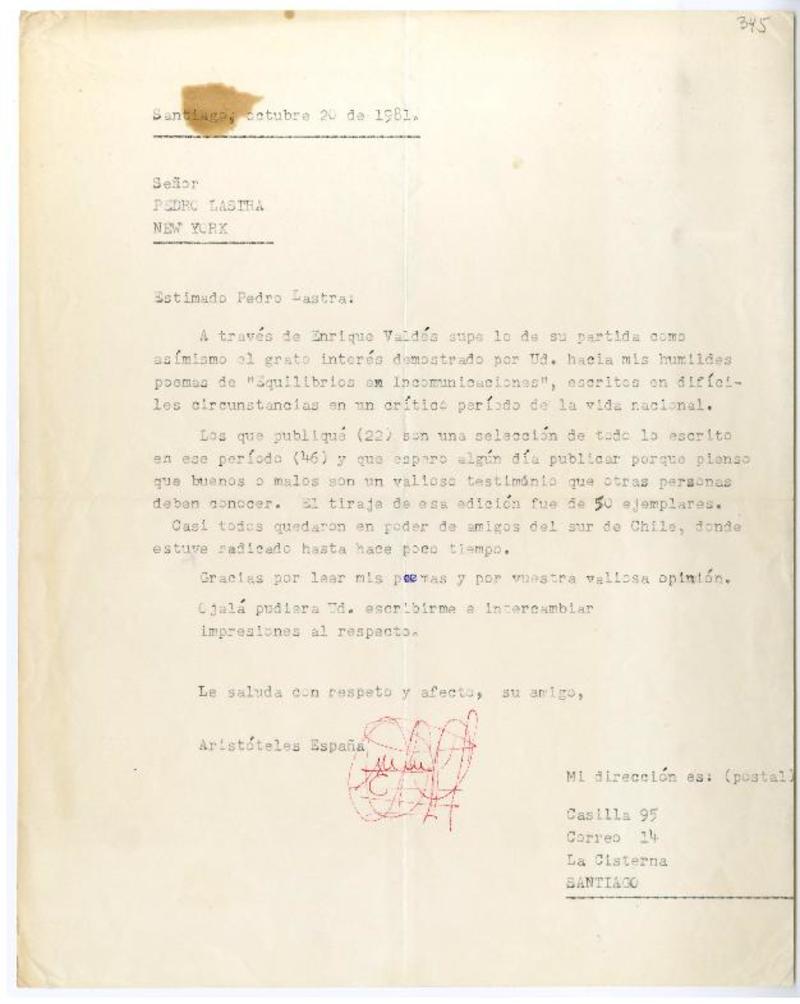 345
Santiago, octubre 20 de 1981.
Señor
PEDRO LASTRA
NEW YORK
Estimado Pedro Lastra:
A través de Enrique Valdés supe lo de su partida como
asímismo el grato interés demostrado por Ud. hacia mis humildes
poemas de "Equilibrios en Incomunicaciones", escritos en difíci-
les circunstancias en un crítico período de la vida nacional.
Los que publiqué (22) son una selección de todo lo escrito
en ese período (46) y que espero algún día publicar porque pienso
que buenos o malos son un valioso testimónio que otras personas
deben conocer. El tiraje de esa edición fue de 50 ejemplares.
Casi todos quedaron en poder de amigos del sur de Chile, donde
estuve radicado hasta hace poco tiempo.
Gracias por leer mis poemas y por vuestra valiosa opinión.
Ojalá pudiera Ud. escribirme e intercambiar
impresiones al respecto.
Le saluda con respeto y afecto, su amigo,
Aristóteles España
Mi dirección es: (postal)
Casilla 95
Correo 14
La Cisterna
SANTIAGO